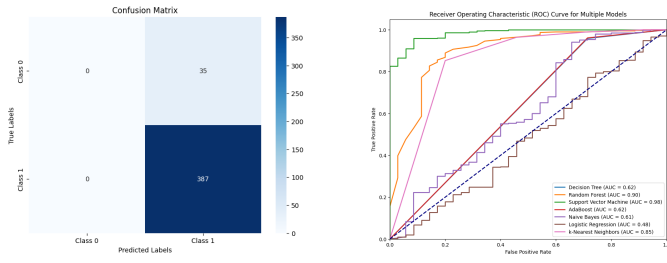 Confusion Matrix
Class 0
Class 1
True Labels
0
35
0
387
Class 0
Class 1
Predicted Labels
350
300
250
200
150
100
50
0
Receiver Operating Characteristic (ROC) Curve for Multiple Models
True Positive Rate
1.0
0.8
0.6
0.4
0.2
0.0
0.0
0.2
0.4
0.6
0.8
1.0
False Positive Rate
Decision Tree (AUC = 0.62)
Random Forest (AUC = 0.90)
Support Vector Machine (AUC = 0.98)
AdaBoost (AUC = 0.62)
Naive Bayes (AUC = 0.61)
Logistic Regression (AUC = 0.48)
k-Nearest Neighbors (AUC = 0.85)